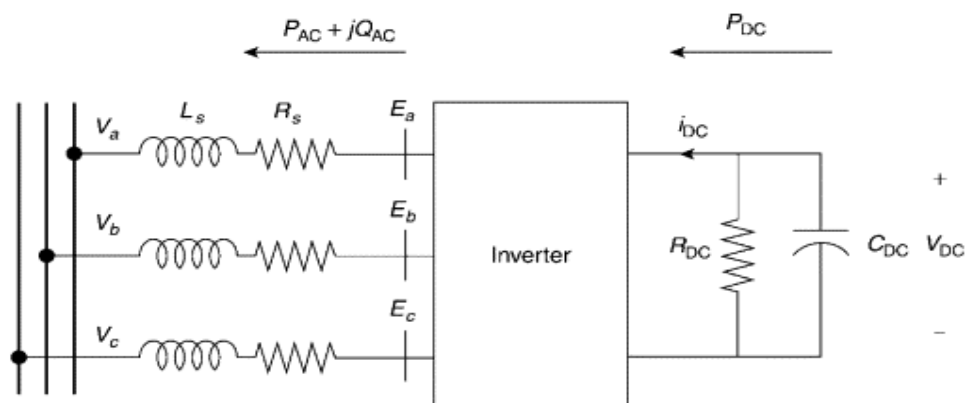 P_AC + jQ_AC
P_DC
V_a L_s R_s E_a
i_DC
V_b E_b
Inverter
R_DC C_DC V_DC
+
−
V_c E_c